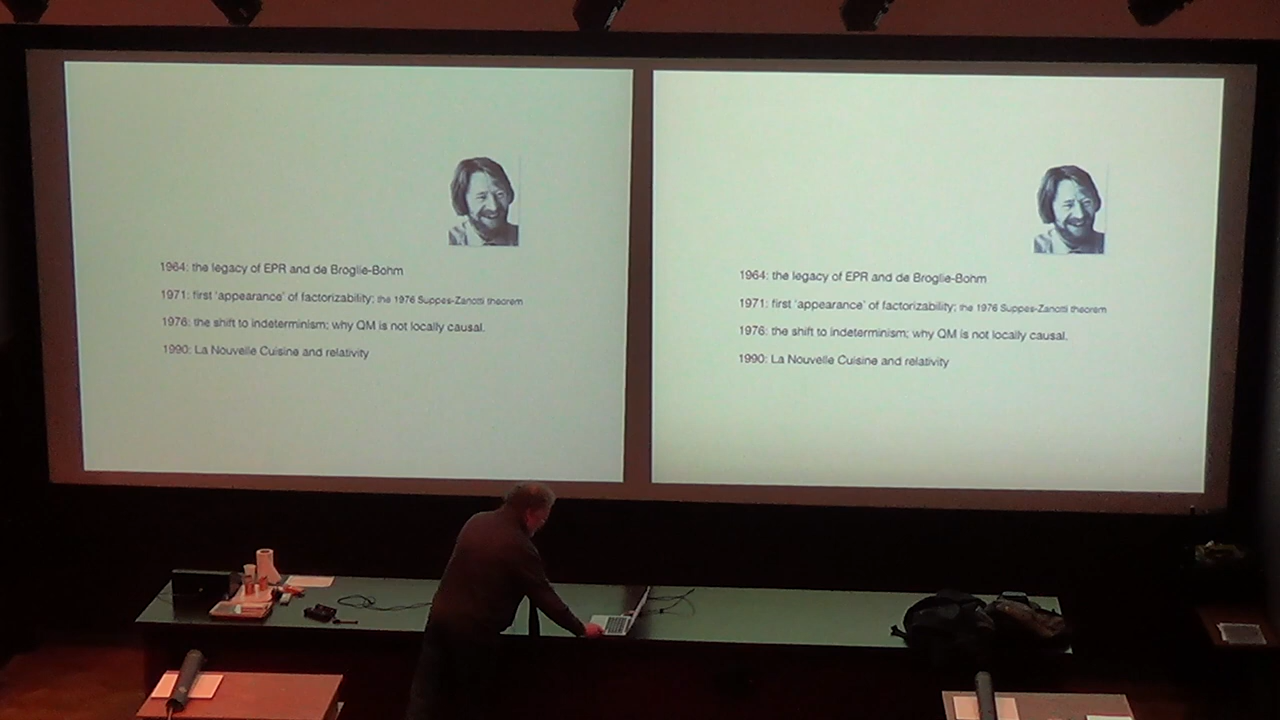 1964: the legacy of EPR and de Broglie-Bohm
1971: first 'appearance' of factorizability; the 1976 Suppes-Zanotti theorem
1976: the shift to indeterminism; why QM is not locally causal.
1990: La Nouvelle Cuisine and relativity
1964: the legacy of EPR and de Broglie-Bohm
1971: first 'appearance' of factorizability; the 1976 Suppes-Zanotti theorem
1976: the shift to indeterminism; why QM is not locally causal.
1990: La Nouvelle Cuisine and relativity